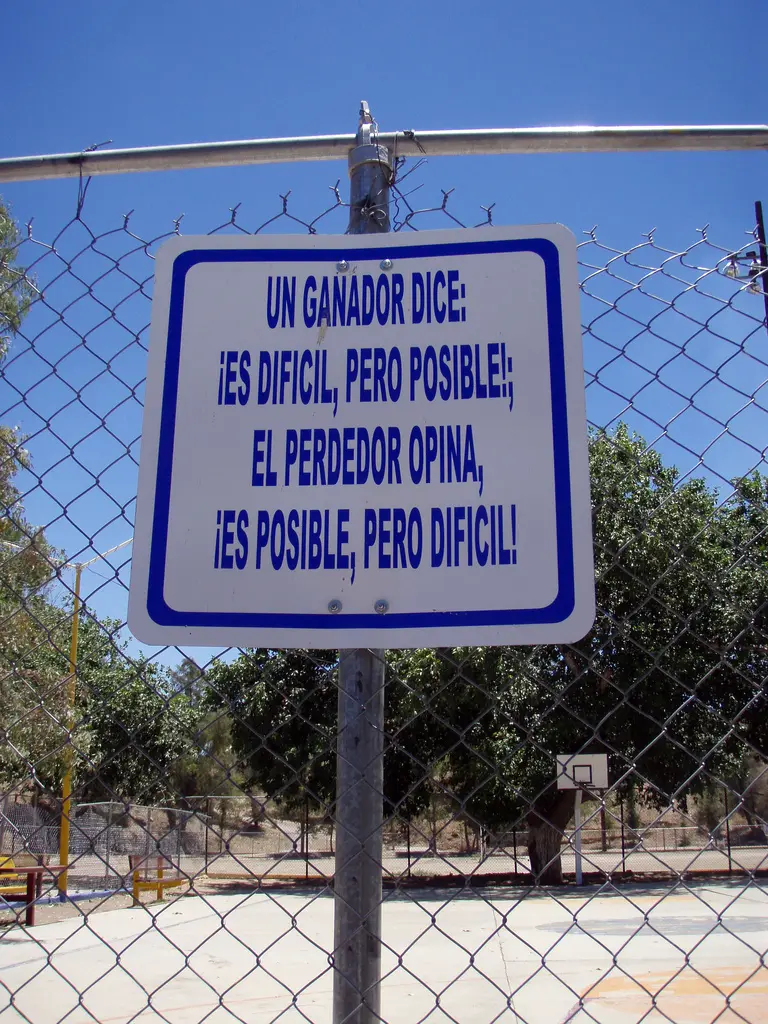 UN GANADOR DICE:
¡ES DIFICIL, PERO POSIBLE!;
EL PERDEDOR OPINA,
¡ES POSIBLE, PERO DIFICIL!